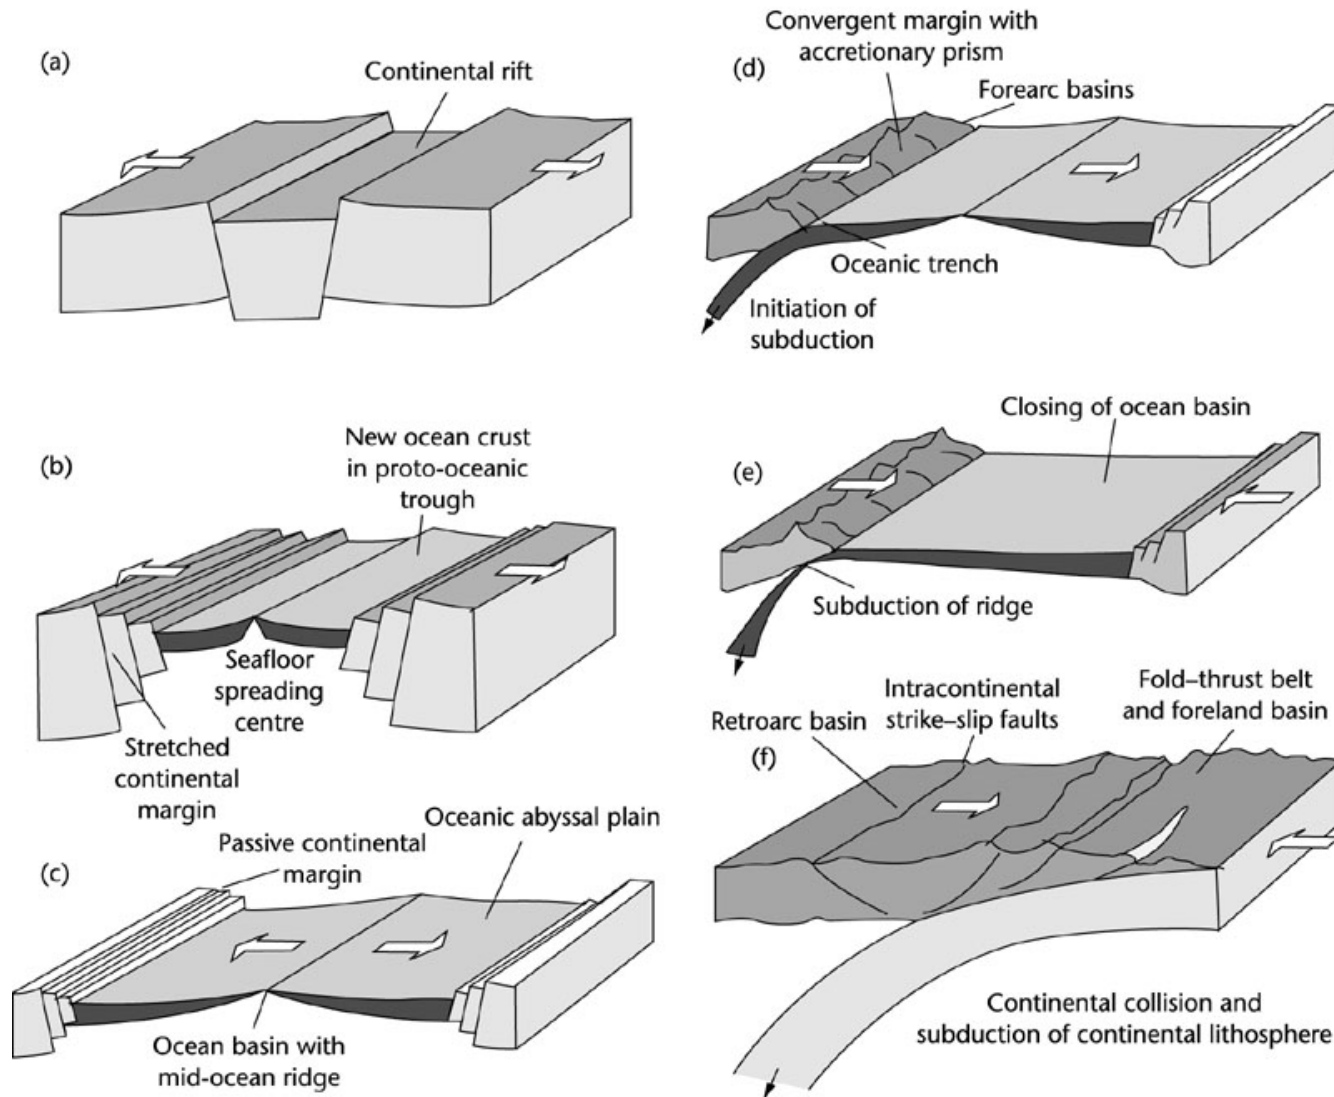 (a)
Continental rift
(b)
New ocean crust
in proto-oceanic
trough
Seafloor
spreading
centre
Stretched
continental
margin
(c)
Passive continental
margin
Oceanic abyssal plain
Ocean basin with
mid-ocean ridge
(d)
Convergent margin with
accretionary prism
Forearc basins
Oceanic trench
Initiation of
subduction
(e)
Closing of ocean basin
Subduction of ridge
(f)
Retroarc basin
Intracontinental
strike–slip faults
Fold–thrust belt
and foreland basin
Continental collision and
subduction of continental lithosphere